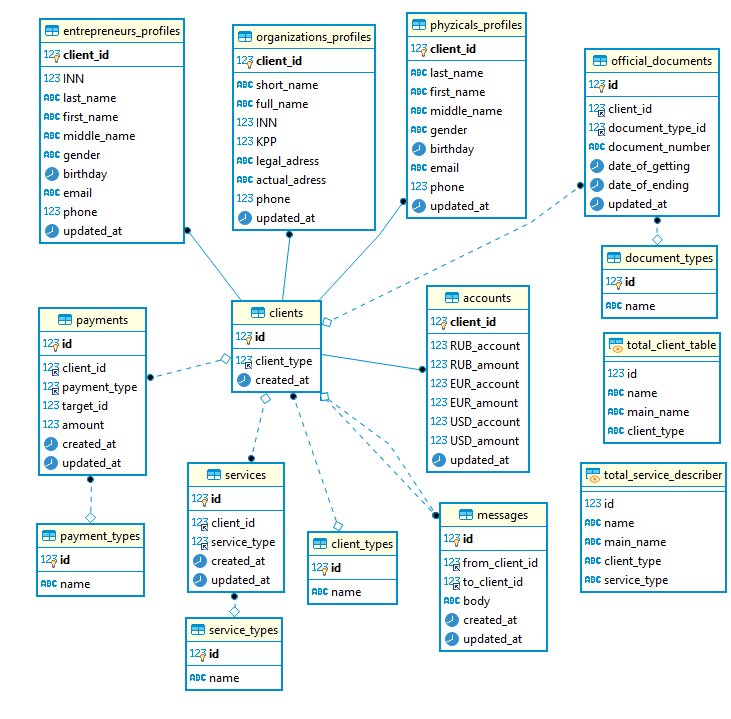 entrepreneurs_profiles
123 client_id
123 INN
ABC last_name
ABC first_name
ABC middle_name
ABC gender
birthday
ABC email
123 phone
updated_at
organizations_profiles
123 client_id
ABC short_name
ABC full_name
123 INN
123 KPP
ABC legal_adress
ABC actual_adress
123 phone
updated_at
phyzicals_profiles
123 client_id
ABC last_name
ABC first_name
ABC middle_name
ABC gender
birthday
ABC email
123 phone
updated_at
official_documents
123 id
123 client_id
123 document_type_id
ABC document_number
date_of_getting
date_of_ending
updated_at
document_types
123 id
ABC name
payments
123 id
123 client_id
123 payment_type
123 target_id
123 amount
created_at
updated_at
clients
123 id
123 client_type
created_at
accounts
123 client_id
123 RUB_account
123 RUB_amount
123 EUR_account
123 EUR_amount
123 USD_account
123 USD_amount
updated_at
total_client_table
123 id
ABC name
ABC main_name
ABC client_type
total_service_describer
123 id
ABC name
ABC main_name
ABC client_type
ABC service_type
services
123 id
123 client_id
123 service_type
created_at
updated_at
messages
123 id
123 from_client_id
123 to_client_id
ABC body
created_at
updated_at
payment_types
123 id
ABC name
client_types
123 id
ABC name
service_types
123 id
ABC name